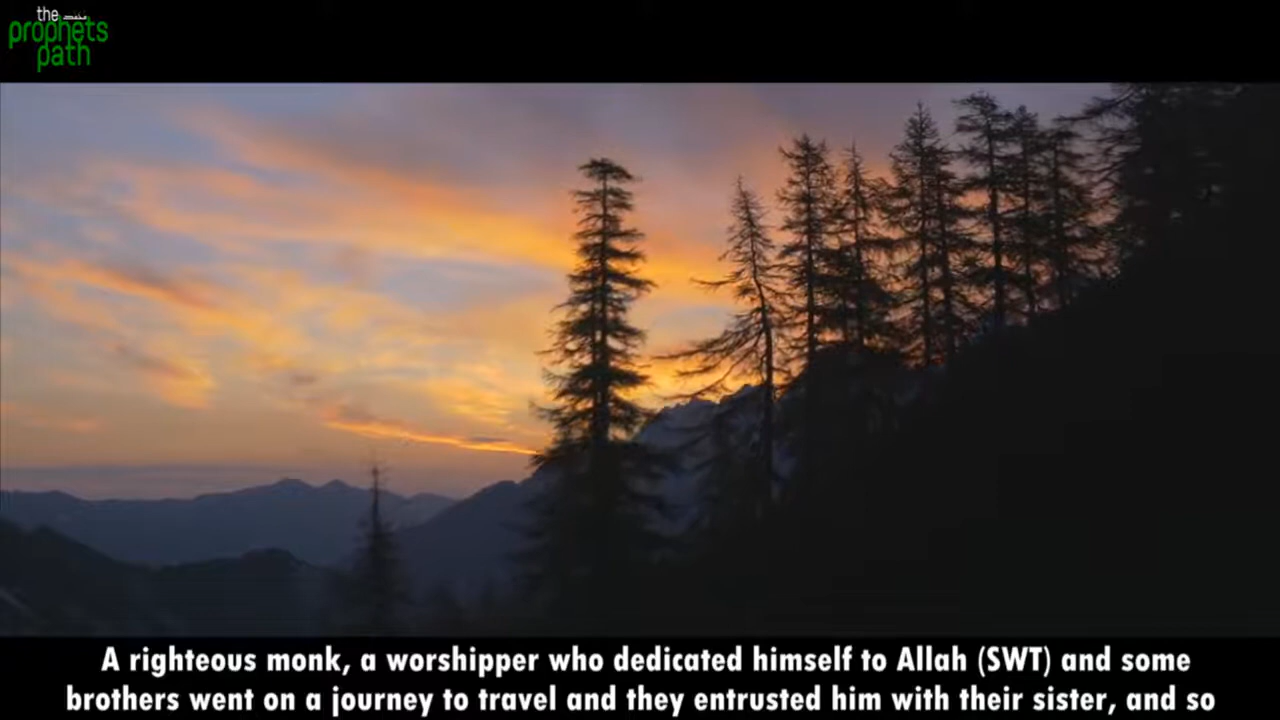 the
prophets
path
A righteous monk, a worshipper who dedicated himself to Allah (SWT) and some
brothers went on a journey to travel and they entrusted him with their sister, and so